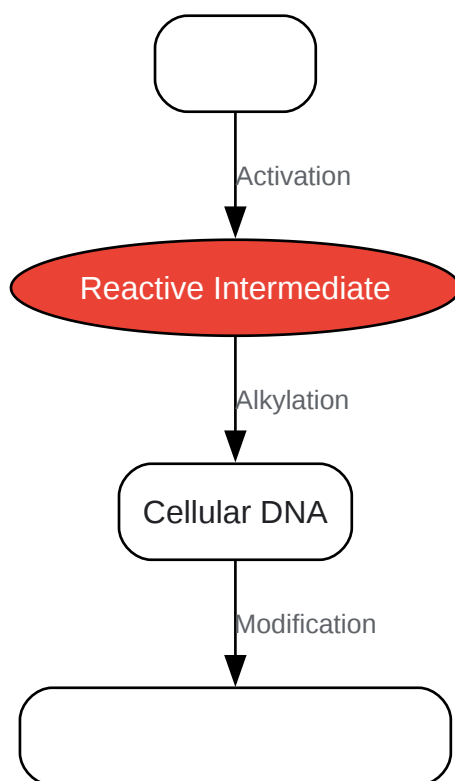 Activation
Reactive Intermediate
Alkylation
Cellular DNA
Modification